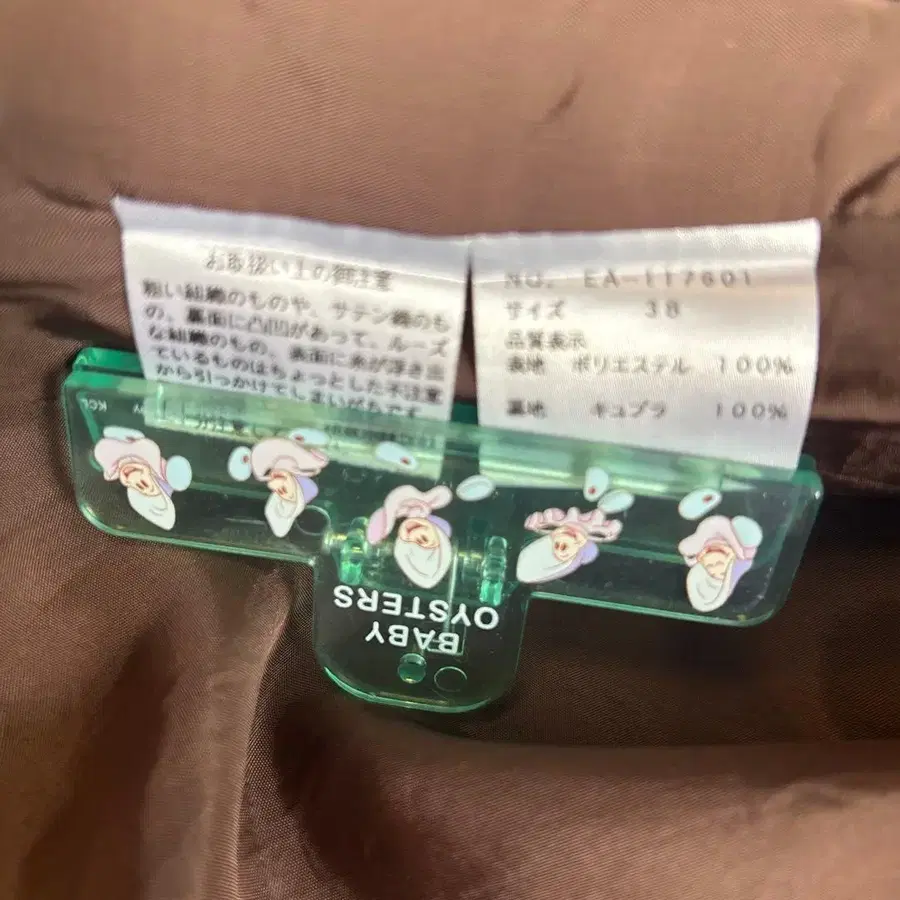 お取扱い上の御注意
粗い組織のものや、サテン織のも
の、裏面に凸凹があって、ルーズ
な組織のもの、表面に糸が浮き出
ているものはちょっとした不注意
から引っかけてしまいがちです
NO. EA-117601
サイズ 38
品質表示
表地 ポリエステル 100%
裏地 キュプラ 100%
KCL
BABY
OYSTERS